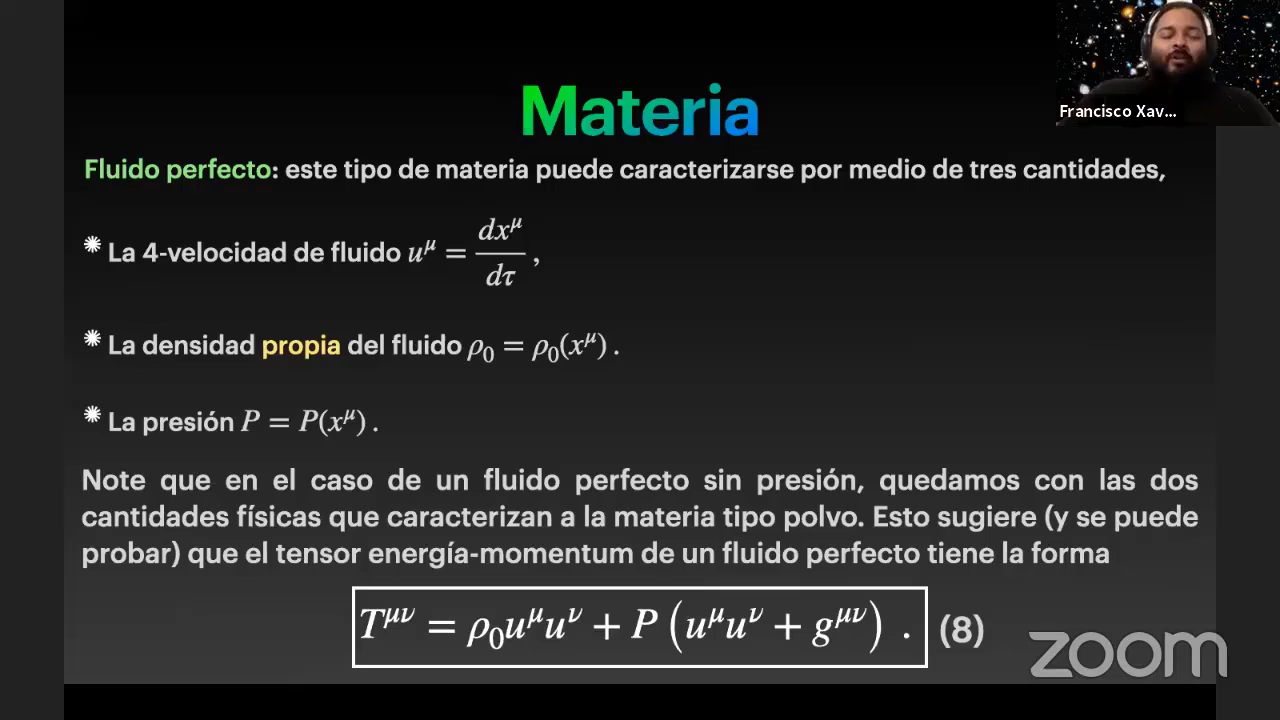 Materia
Francisco Xav...
Fluido perfecto: este tipo de materia puede caracterizarse por medio de tres cantidades,
* La 4-velocidad de fluido u^μ = dx^μ/dτ ,
* La densidad propia del fluido ρ₀ = ρ₀(x^μ) .
* La presión P = P(x^μ) .
Note que en el caso de un fluido perfecto sin presión, quedamos con las dos
cantidades físicas que caracterizan a la materia tipo polvo. Esto sugiere (y se puede
probar) que el tensor energía-momentum de un fluido perfecto tiene la forma
T^μν = ρ₀u^μu^ν + P (u^μu^ν + g^μν) . (8)
zoom